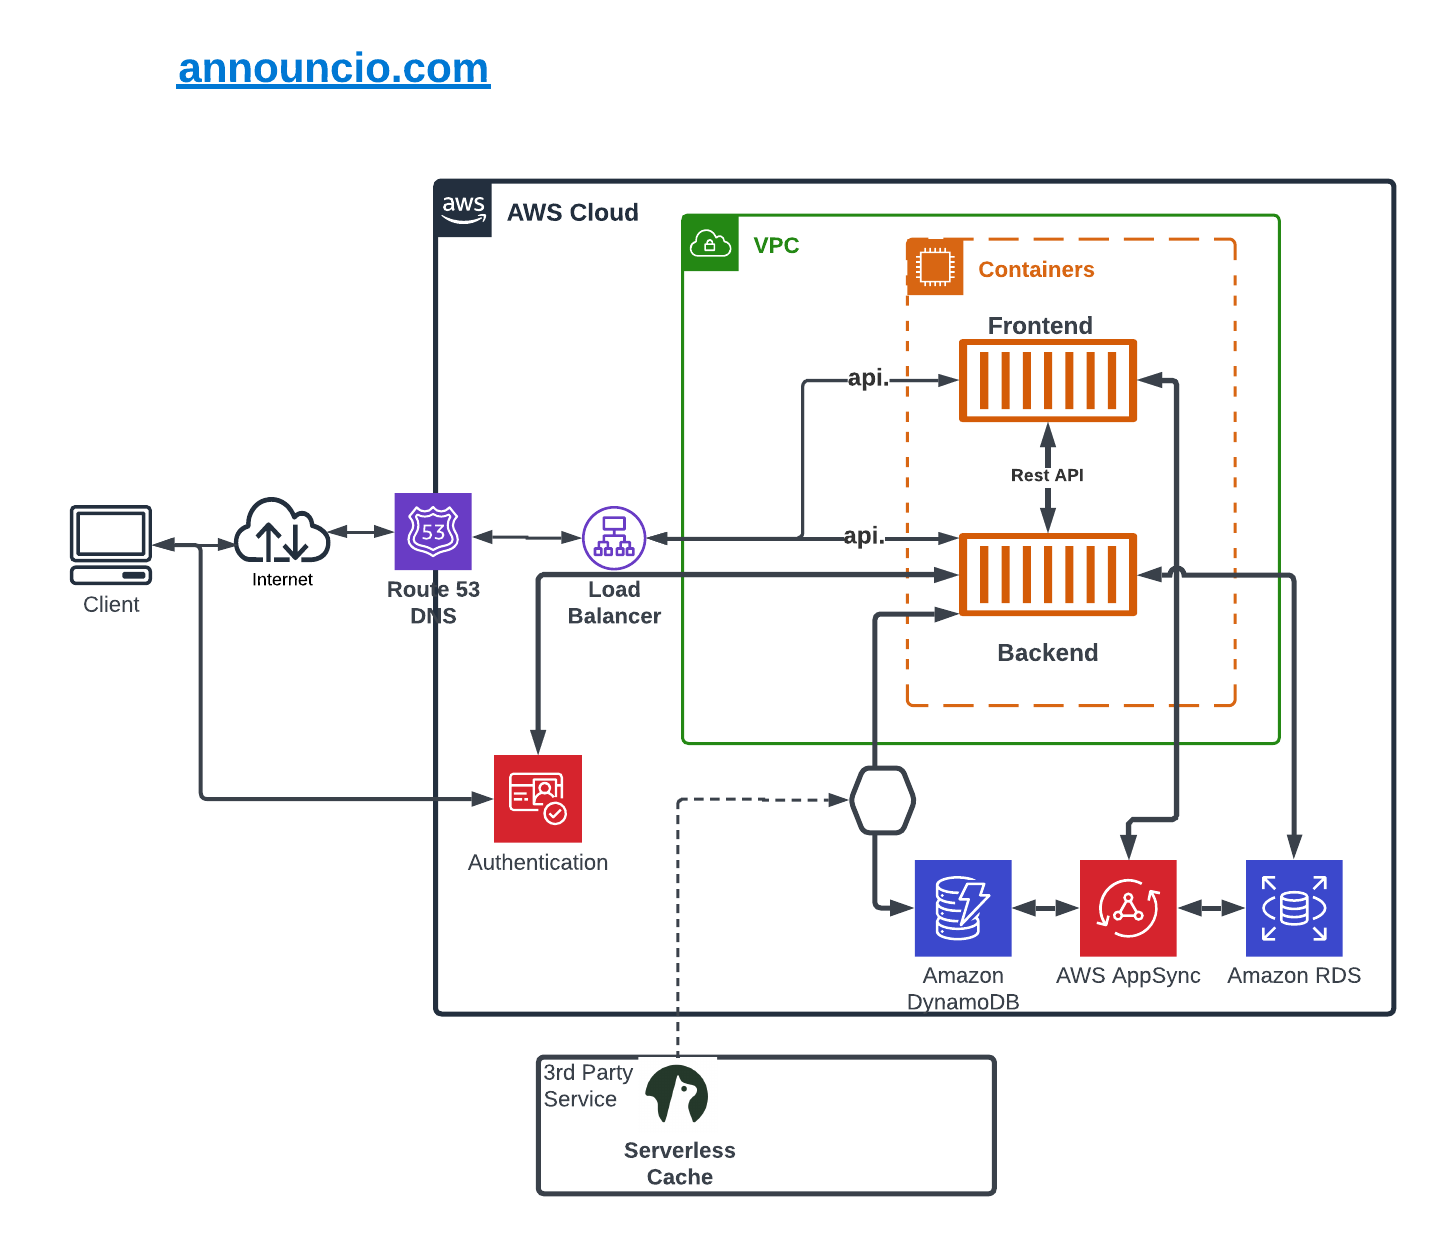 announcio.com
aws
AWS Cloud
VPC
Containers
Frontend
api.
Rest API
api.
53
Client
Internet
Route 53
DNS
Load
Balancer
Backend
Authentication
Amazon
DynamoDB
AWS AppSync
Amazon RDS
3rd Party
Service
Serverless
Cache